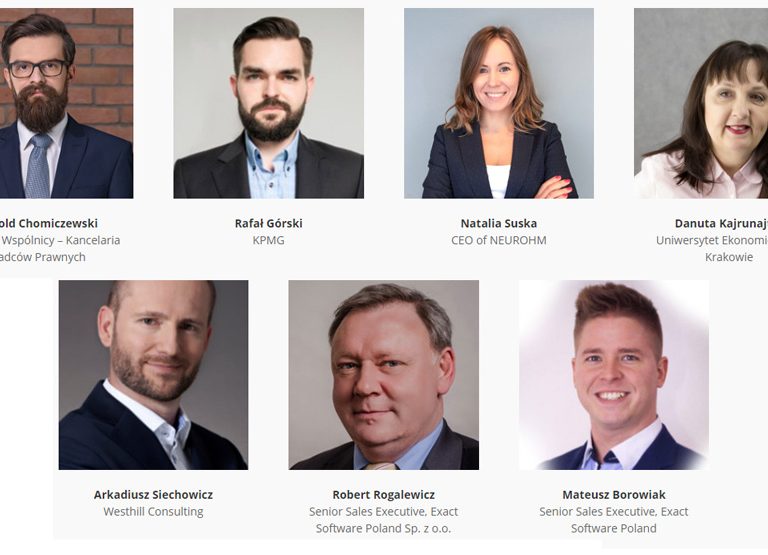 old Chomiczewski
Rafał Górski
Natalia Suska
Danuta Kajrunaj
Wspólnicy – Kancelaria
KPMG
CEO of NEUROHM
Uniwersytet Ekonomi
adców Prawnych
Krakowie
Arkadiusz Siechowicz
Robert Rogalewicz
Mateusz Borowiak
Westhill Consulting
Senior Sales Executive, Exact
Senior Sales Executive, Exact
Software Poland Sp. z o.o.
Software Poland